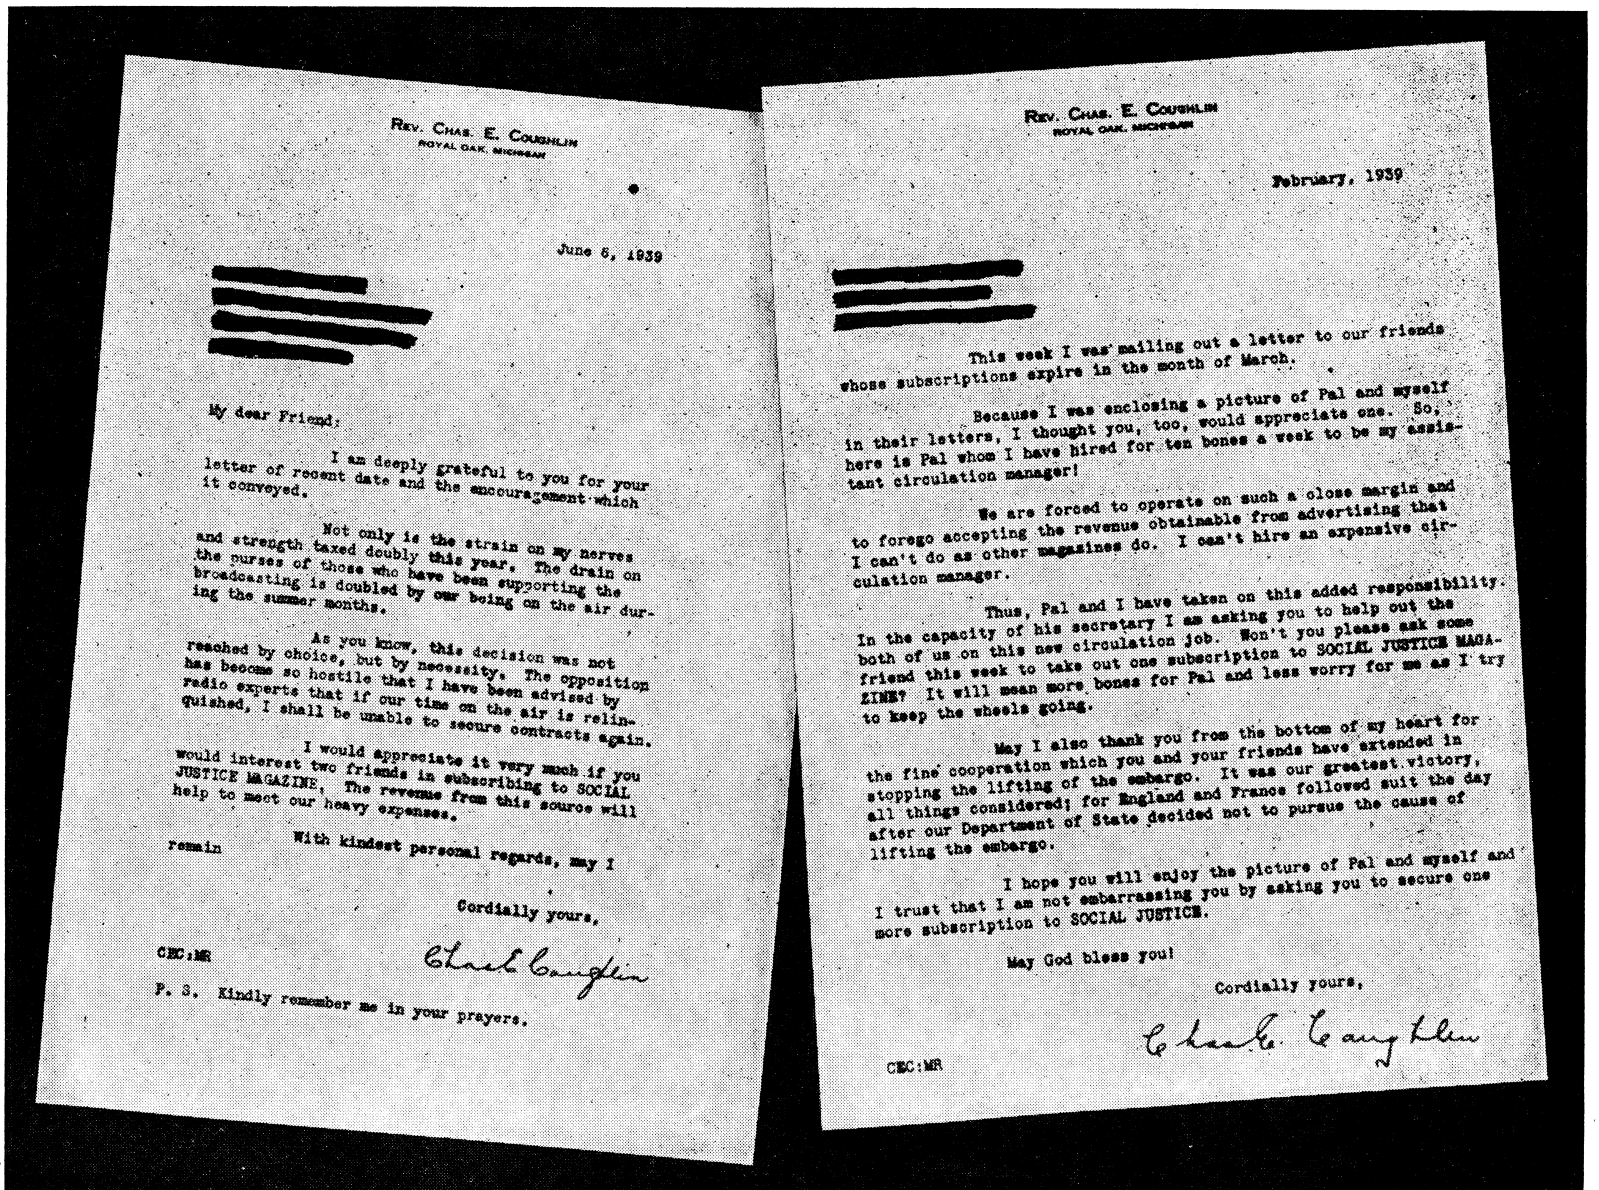 REV. CHAS. E. COUGHLIN
ROYAL OAK, MICHIGAN
June 5, 1939
My dear Friend:
I am deeply grateful to you for your
letter of recent date and the encouragement which
it conveyed.
Not only is the strain on my nerves
and strength taxed doubly this year. The drain on
the purses of those who have been supporting the
broadcasting is doubled by our being on the air dur-
ing the summer months.
As you know, this decision was not
reached by choice, but by necessity. The opposition
has become so hostile that I have been advised by
radio experts that if our time on the air is relin-
quished, I shall be unable to secure contracts again.
I would appreciate it very much if you
would interest two friends in subscribing to SOCIAL
JUSTICE MAGAZINE. The revenue from this source will
help to meet our heavy expenses.
With kindest personal regards, may I
remain
Cordially yours,
Chas E Coughlin
CEC:MR
P. S. Kindly remember me in your prayers.
REV. CHAS. E. COUGHLIN
ROYAL OAK, MICHIGAN
February, 1939
This week I was mailing out a letter to our friends
whose subscriptions expire in the month of March.
Because I was enclosing a picture of Pal and myself
in their letters, I thought you, too, would appreciate one. So,
here is Pal whom I have hired for ten bones a week to be my assis-
tant circulation manager!
We are forced to operate on such a close margin and
to forego accepting the revenue obtainable from advertising that
I can't do as other magazines do. I can't hire an expensive cir-
culation manager.
Thus, Pal and I have taken on this added responsibility.
In the capacity of his secretary I am asking you to help out the
both of us on this new circulation job. Won't you please ask some
friend this week to take out one subscription to SOCIAL JUSTICE MAGA-
ZINE? It will mean more bones for Pal and less worry for me as I try
to keep the wheels going.
May I also thank you from the bottom of my heart for
the fine cooperation which you and your friends have extended in
stopping the lifting of the embargo. It was our greatest victory,
all things considered; for England and France followed suit the day
after our Department of State decided not to pursue the cause of
lifting the embargo.
I hope you will enjoy the picture of Pal and myself and
I trust that I am not embarrassing you by asking you to secure one
more subscription to SOCIAL JUSTICE.
May God bless you!
Cordially yours,
Chas. E. Coughlin
CEC:MR